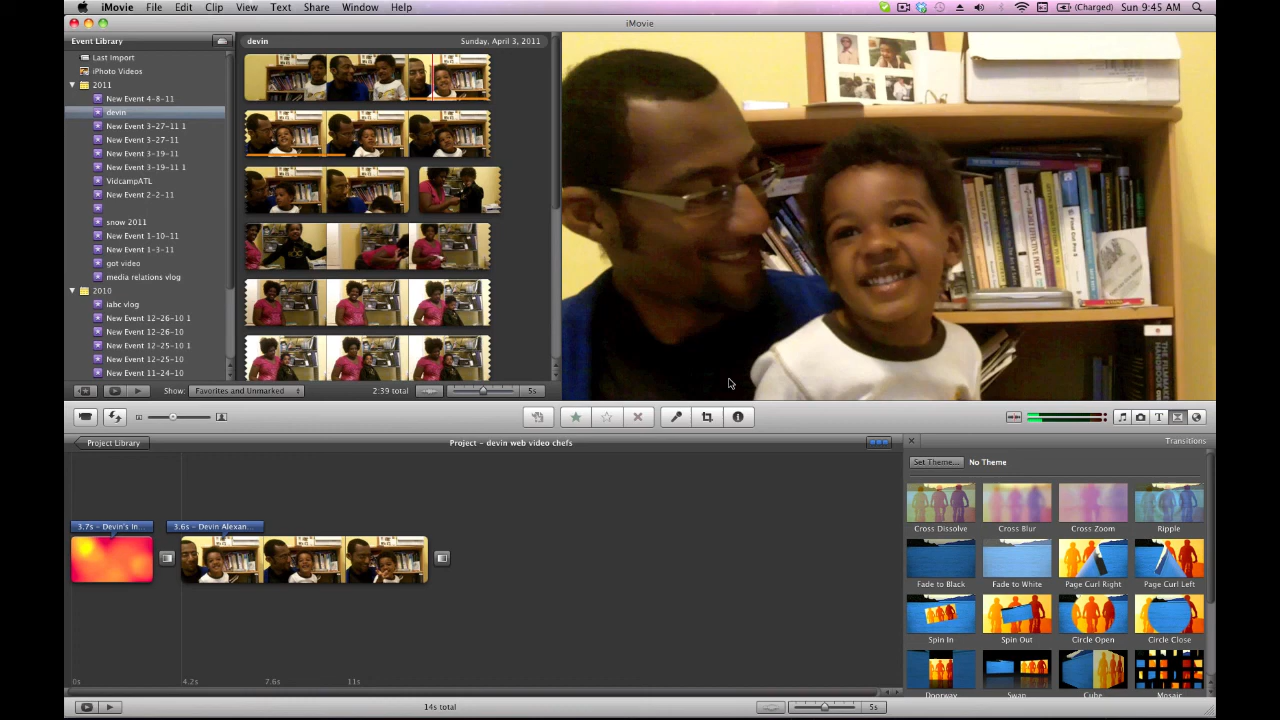 iMovie File Edit Clip View Text Share Window Help
(Charged) Sun 9:45 AM
iMovie
Event Library
Last Import
iPhoto Videos
2011
New Event 4-8-11
devin
New Event 3-27-11 1
New Event 3-27-11
New Event 3-19-11
New Event 3-19-11 1
VidcampATL
New Event 2-2-11
snow 2011
New Event 1-10-11
New Event 1-3-11
got video
media relations vlog
2010
iabc vlog
New Event 12-26-10 1
New Event 12-26-10
New Event 12-25-10 1
New Event 12-25-10
New Event 11-24-10
devin Sunday, April 3, 2011
Show: Favorites and Unmarked 2:39 total 5s
Project Library
Project - devin web video chefs
3.7s - Devin's In...
3.6s - Devin Alexan...
0s 4.2s 7.6s 11s
14s total 5s
Transitions
Set Theme... No Theme
Cross Dissolve Cross Blur Cross Zoom Ripple
Fade to Black Fade to White Page Curl Right Page Curl Left
Spin In Spin Out Circle Open Circle Close
Doorway Swap Cube Mosaic